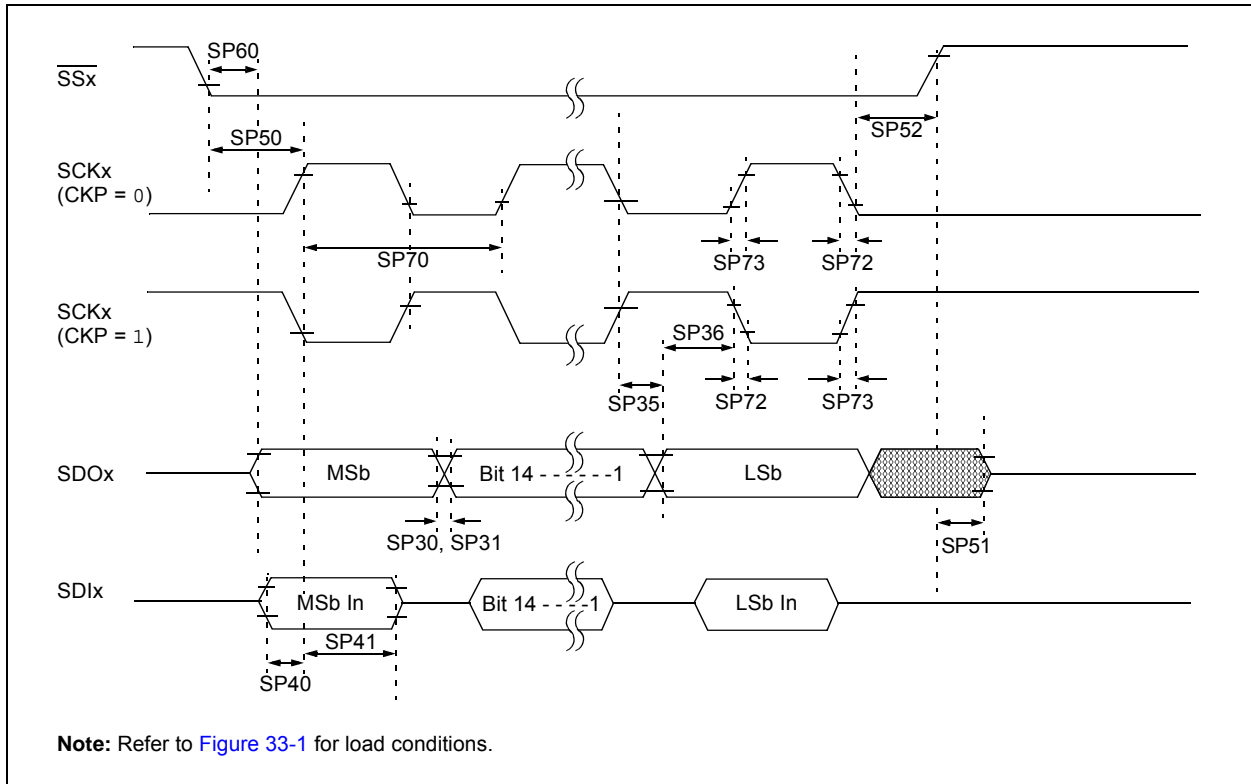 SP60
SSx
SP50
SP52
SCKx
(CKP = 0)
SP70
SP73
SP72
SCKx
(CKP = 1)
SP36
SP35
SP72
SP73
SDOx
MSb
Bit 14 - - - - - -1
LSb
SP30, SP31
SP51
SDIx
MSb In
Bit 14 - - - -1
LSb In
SP41
SP40
Note: Refer to Figure 33-1 for load conditions.